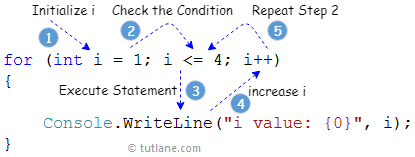 Initialize i Check the Condition Repeat Step 2
1 2 5
for (int i = 1; i <= 4; i++)
{
Execute Statement 3 4 increase i
Console.WriteLine("i value: {0}", i);
}
© tutlane.com